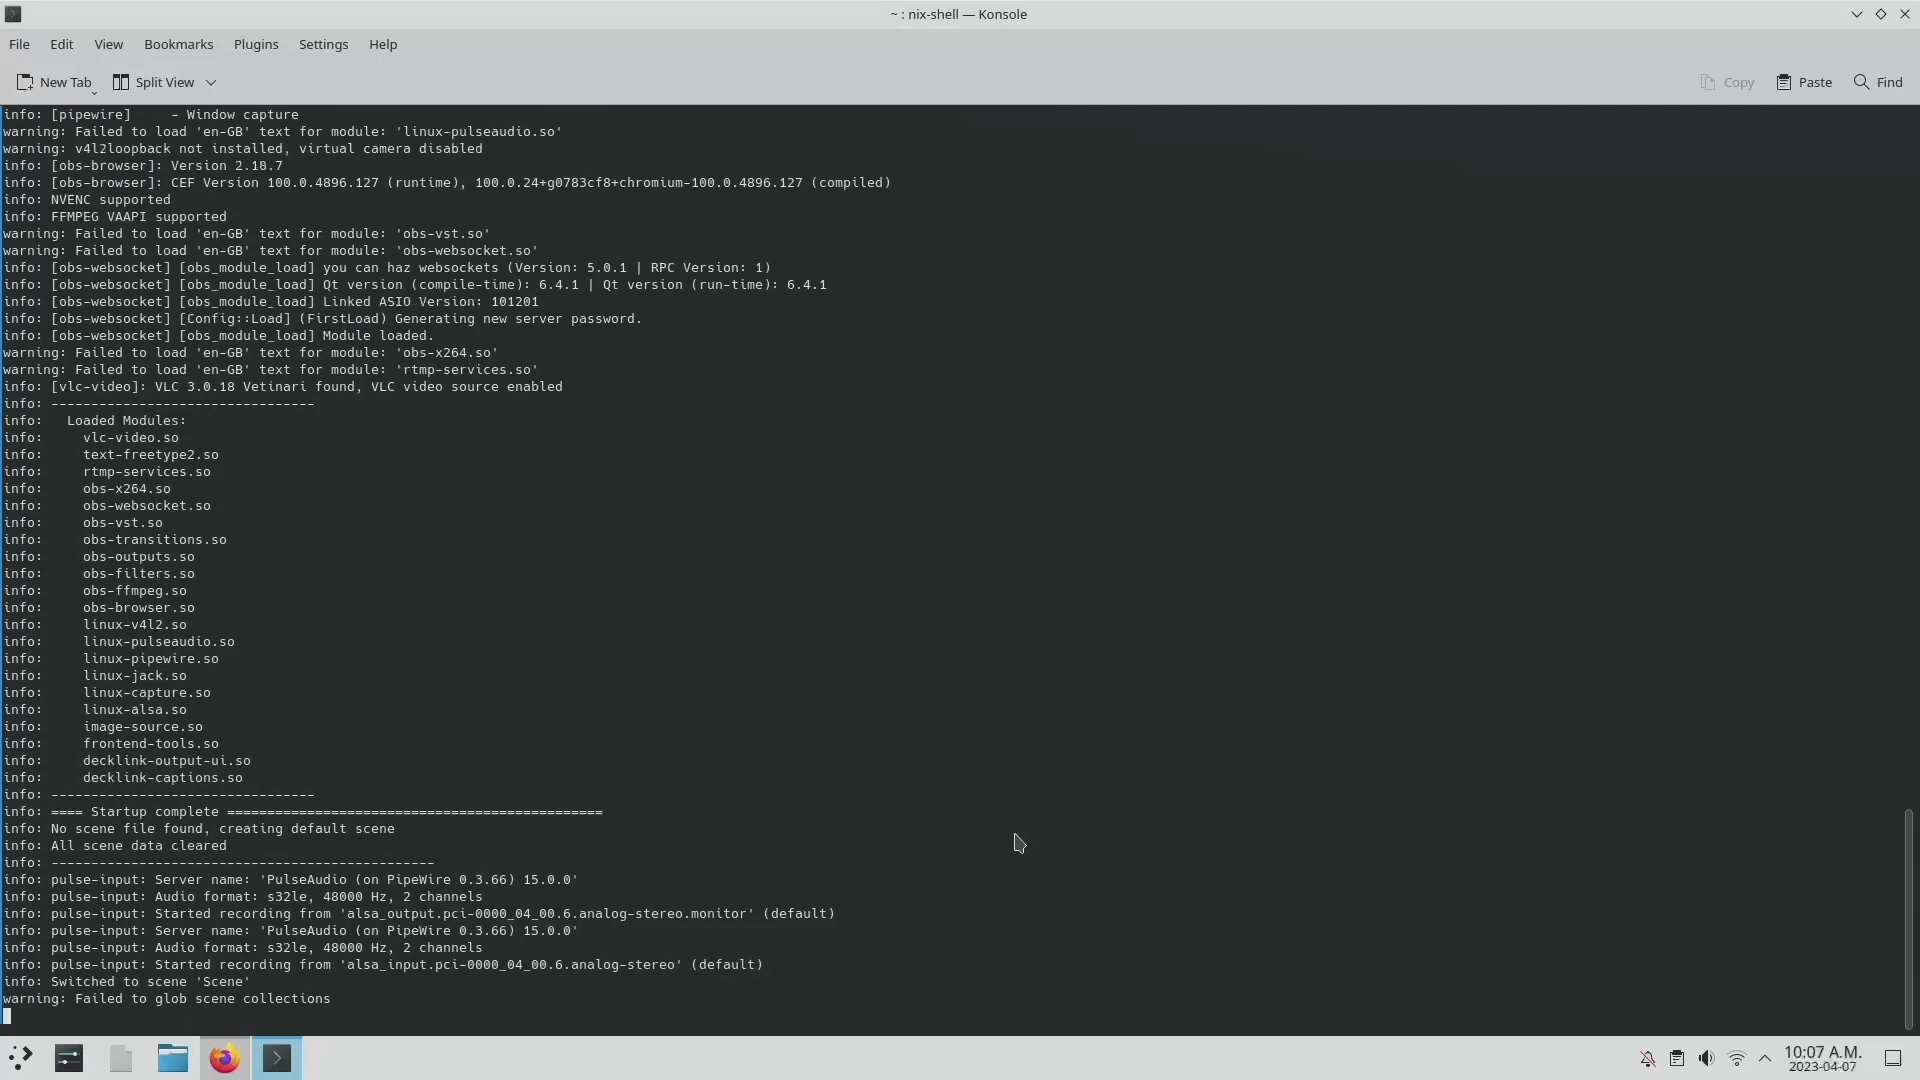 ~ : nix-shell — Konsole
File Edit View Bookmarks Plugins Settings Help
New Tab Split View Copy Paste Find
info: [pipewire]     - Window capture
warning: Failed to load 'en-GB' text for module: 'linux-pulseaudio.so'
warning: v4l2loopback not installed, virtual camera disabled
info: [obs-browser]: Version 2.18.7
info: [obs-browser]: CEF Version 100.0.4896.127 (runtime), 100.0.24+g0783cf8+chromium-100.0.4896.127 (compiled)
info: NVENC supported
info: FFMPEG VAAPI supported
warning: Failed to load 'en-GB' text for module: 'obs-vst.so'
warning: Failed to load 'en-GB' text for module: 'obs-websocket.so'
info: [obs-websocket] [obs_module_load] you can haz websockets (Version: 5.0.1 | RPC Version: 1)
info: [obs-websocket] [obs_module_load] Qt version (compile-time): 6.4.1 | Qt version (run-time): 6.4.1
info: [obs-websocket] [obs_module_load] Linked ASIO Version: 101201
info: [obs-websocket] [Config::Load] (FirstLoad) Generating new server password.
info: [obs-websocket] [obs_module_load] Module loaded.
warning: Failed to load 'en-GB' text for module: 'obs-x264.so'
warning: Failed to load 'en-GB' text for module: 'rtmp-services.so'
info: [vlc-video]: VLC 3.0.18 Vetinari found, VLC video source enabled
info: ---------------------------------
info:   Loaded Modules:
info:     vlc-video.so
info:     text-freetype2.so
info:     rtmp-services.so
info:     obs-x264.so
info:     obs-websocket.so
info:     obs-vst.so
info:     obs-transitions.so
info:     obs-outputs.so
info:     obs-filters.so
info:     obs-ffmpeg.so
info:     obs-browser.so
info:     linux-v4l2.so
info:     linux-pulseaudio.so
info:     linux-pipewire.so
info:     linux-jack.so
info:     linux-capture.so
info:     linux-alsa.so
info:     image-source.so
info:     frontend-tools.so
info:     decklink-output-ui.so
info:     decklink-captions.so
info: ---------------------------------
info: ==== Startup complete ===============================================
info: No scene file found, creating default scene
info: All scene data cleared
info: ------------------------------------------------
info: pulse-input: Server name: 'PulseAudio (on PipeWire 0.3.66) 15.0.0'
info: pulse-input: Audio format: s32le, 48000 Hz, 2 channels
info: pulse-input: Started recording from 'alsa_output.pci-0000_04_00.6.analog-stereo.monitor' (default)
info: pulse-input: Server name: 'PulseAudio (on PipeWire 0.3.66) 15.0.0'
info: pulse-input: Audio format: s32le, 48000 Hz, 2 channels
info: pulse-input: Started recording from 'alsa_input.pci-0000_04_00.6.analog-stereo' (default)
info: Switched to scene 'Scene'
warning: Failed to glob scene collections
10:07 A.M.
2023-04-07